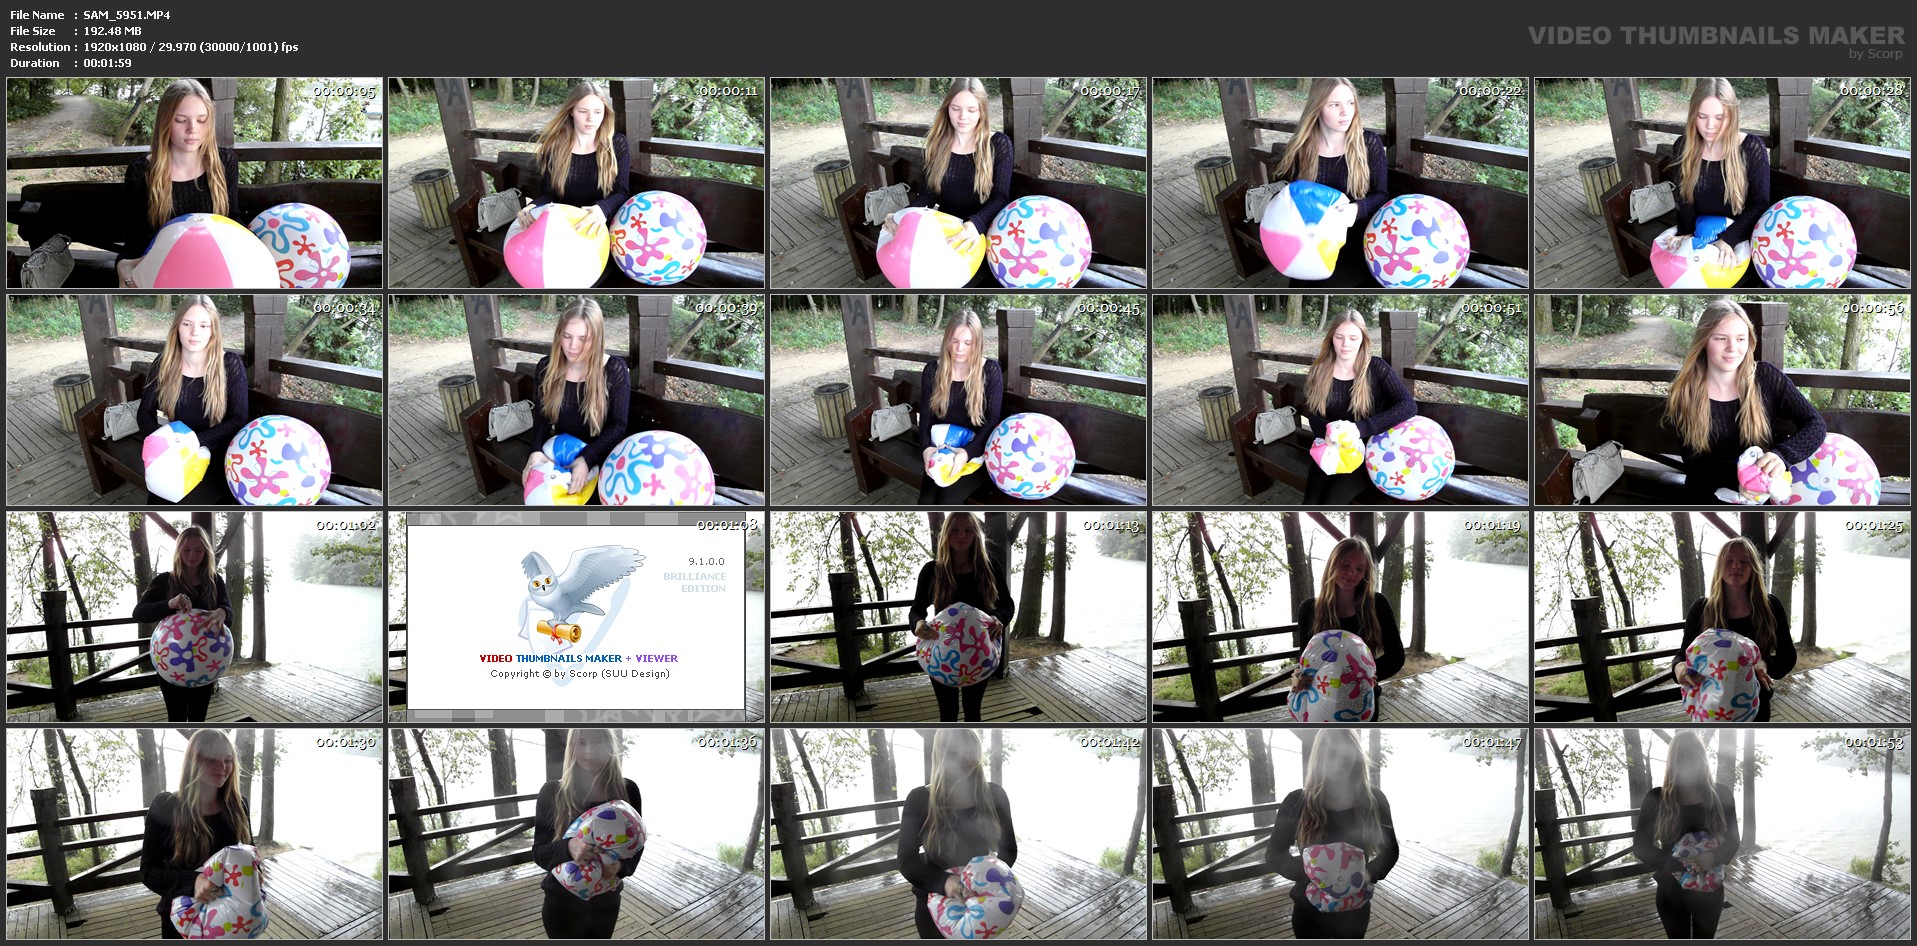 File Name : SAM_5951.MP4
File Size : 192.48 MB
Resolution : 1920x1080 / 29.970 (30000/1001) fps
Duration : 00:01:59
VIDEO THUMBNAILS MAKER
by Scorp
00:00:05
00:00:11
00:00:17
00:00:22
00:00:28
00:00:34
00:00:39
00:00:45
00:00:51
00:00:56
00:01:02
00:01:08
9.1.0.0
BRILLIANCE
EDITION
VIDEO THUMBNAILS MAKER + VIEWER
Copyright © by Scorp (SUU Design)
00:01:13
00:01:19
00:01:25
00:01:30
00:01:36
00:01:42
00:01:47
00:01:53